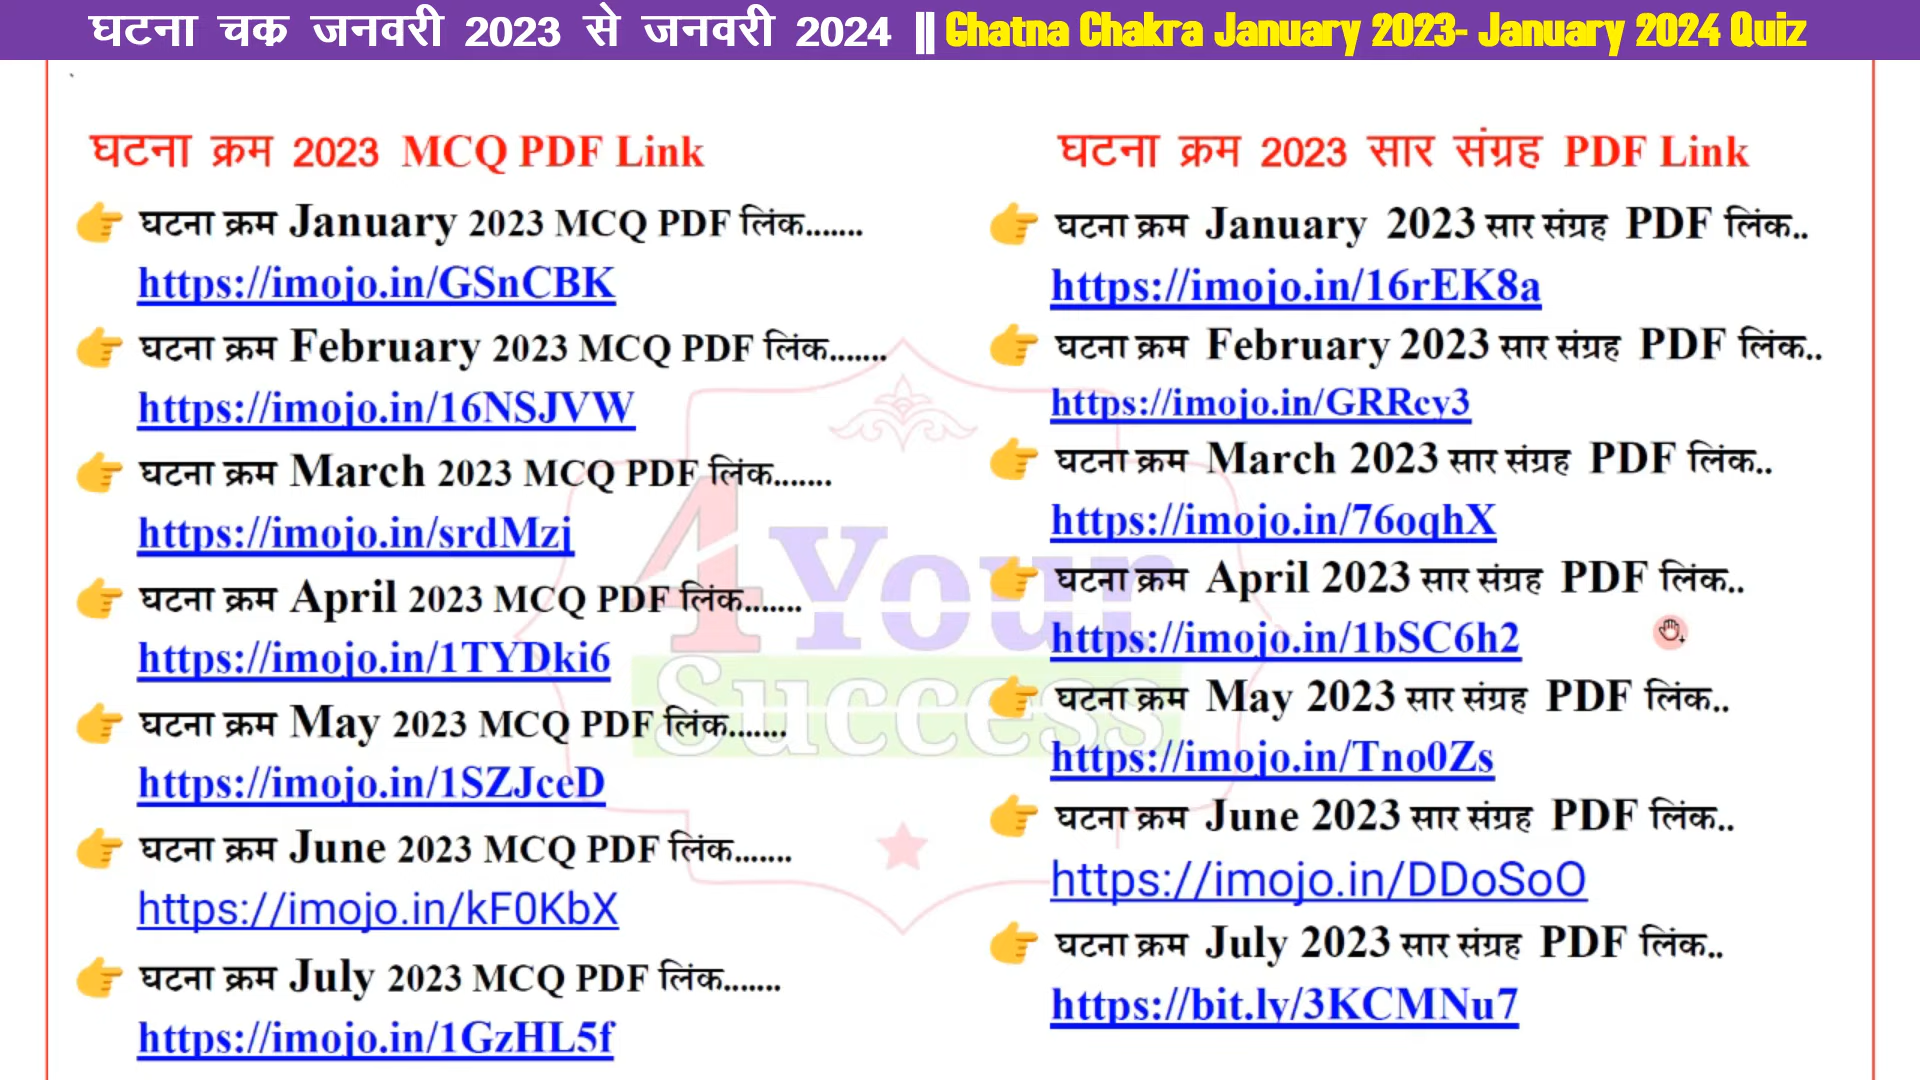 घटना चक्र जनवरी 2023 से जनवरी 2024 || Ghatna Chakra January 2023- January 2024 Quiz
घटना क्रम 2023 MCQ PDF Link
घटना क्रम January 2023 MCQ PDF लिंक.......
https://imojo.in/GSnCBK
घटना क्रम February 2023 MCQ PDF लिंक.......
https://imojo.in/16NSJVW
घटना क्रम March 2023 MCQ PDF लिंक.......
https://imojo.in/srdMzj
घटना क्रम April 2023 MCQ PDF लिंक.......
https://imojo.in/1TYDki6
घटना क्रम May 2023 MCQ PDF लिंक.......
https://imojo.in/1SZJceD
घटना क्रम June 2023 MCQ PDF लिंक.......
https://imojo.in/kF0KbX
घटना क्रम July 2023 MCQ PDF लिंक.......
https://imojo.in/1GzHL5f
घटना क्रम 2023 सार संग्रह PDF Link
घटना क्रम January 2023 सार संग्रह PDF लिंक..
https://imojo.in/16rEK8a
घटना क्रम February 2023 सार संग्रह PDF लिंक..
https://imojo.in/GRRcy3
घटना क्रम March 2023 सार संग्रह PDF लिंक..
https://imojo.in/76oqhX
घटना क्रम April 2023 सार संग्रह PDF लिंक..
https://imojo.in/1bSC6h2
घटना क्रम May 2023 सार संग्रह PDF लिंक..
https://imojo.in/Tno0Zs
घटना क्रम June 2023 सार संग्रह PDF लिंक..
https://imojo.in/DDoSoO
घटना क्रम July 2023 सार संग्रह PDF लिंक..
https://bit.ly/3KCMNu7
4Your
Success